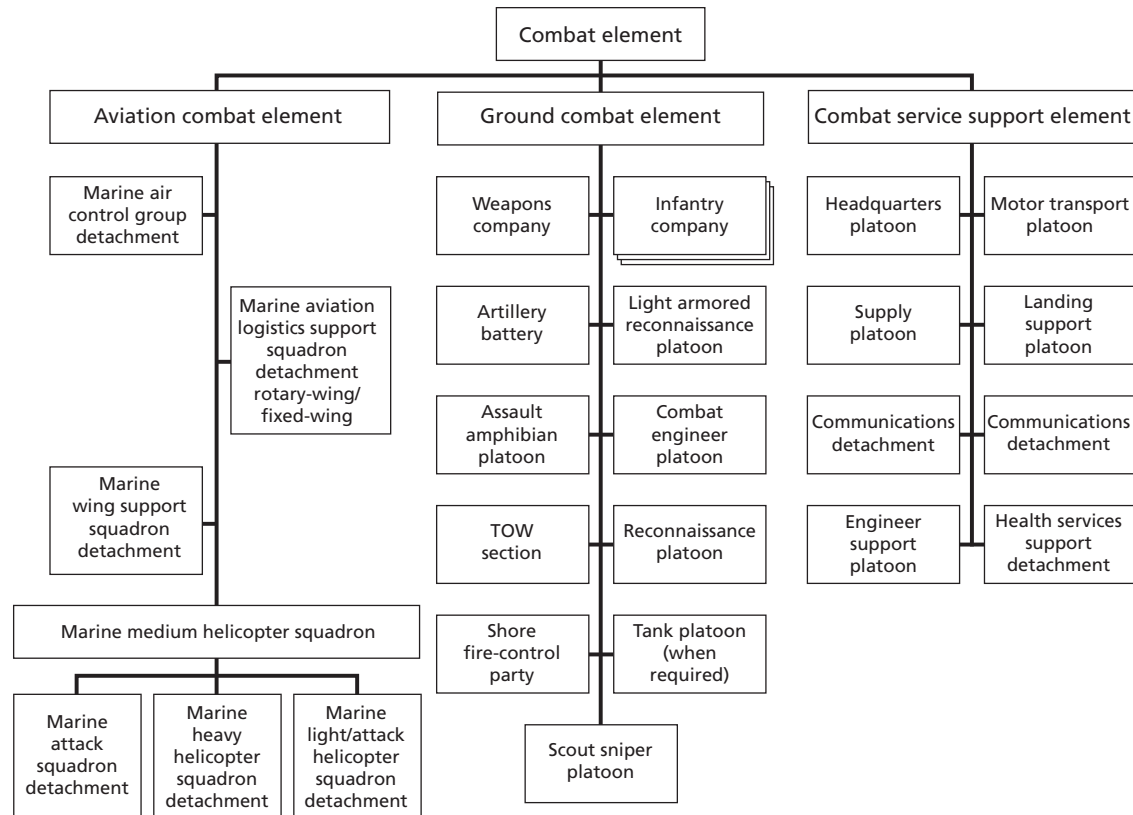 Combat element
Aviation combat element
Ground combat element
Combat service support element
Marine air
control group
detachment
Marine aviation
logistics support
squadron
detachment
rotary-wing/
fixed-wing
Marine
wing support
squadron
detachment
Marine medium helicopter squadron
Marine
attack
squadron
detachment
Marine
heavy
helicopter
squadron
detachment
Marine
light/attack
helicopter
squadron
detachment
Weapons
company
Infantry
company
Artillery
battery
Light armored
reconnaissance
platoon
Assault
amphibian
platoon
Combat
engineer
platoon
TOW
section
Reconnaissance
platoon
Shore
fire-control
party
Tank platoon
(when
required)
Scout sniper
platoon
Headquarters
platoon
Motor transport
platoon
Supply
platoon
Landing
support
platoon
Communications
detachment
Communications
detachment
Engineer
support
platoon
Health services
support
detachment